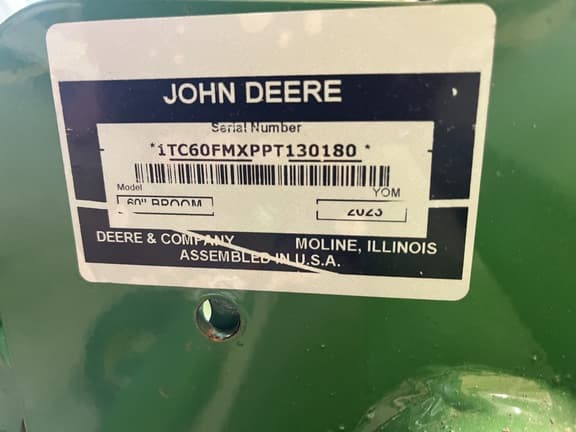 JOHN DEERE
Serial Number
*1TC60FMXPPT130180*
Model
YOM
60" BROOM
2023
DEERE & COMPANY
MOLINE, ILLINOIS
ASSEMBLED IN U.S.A.